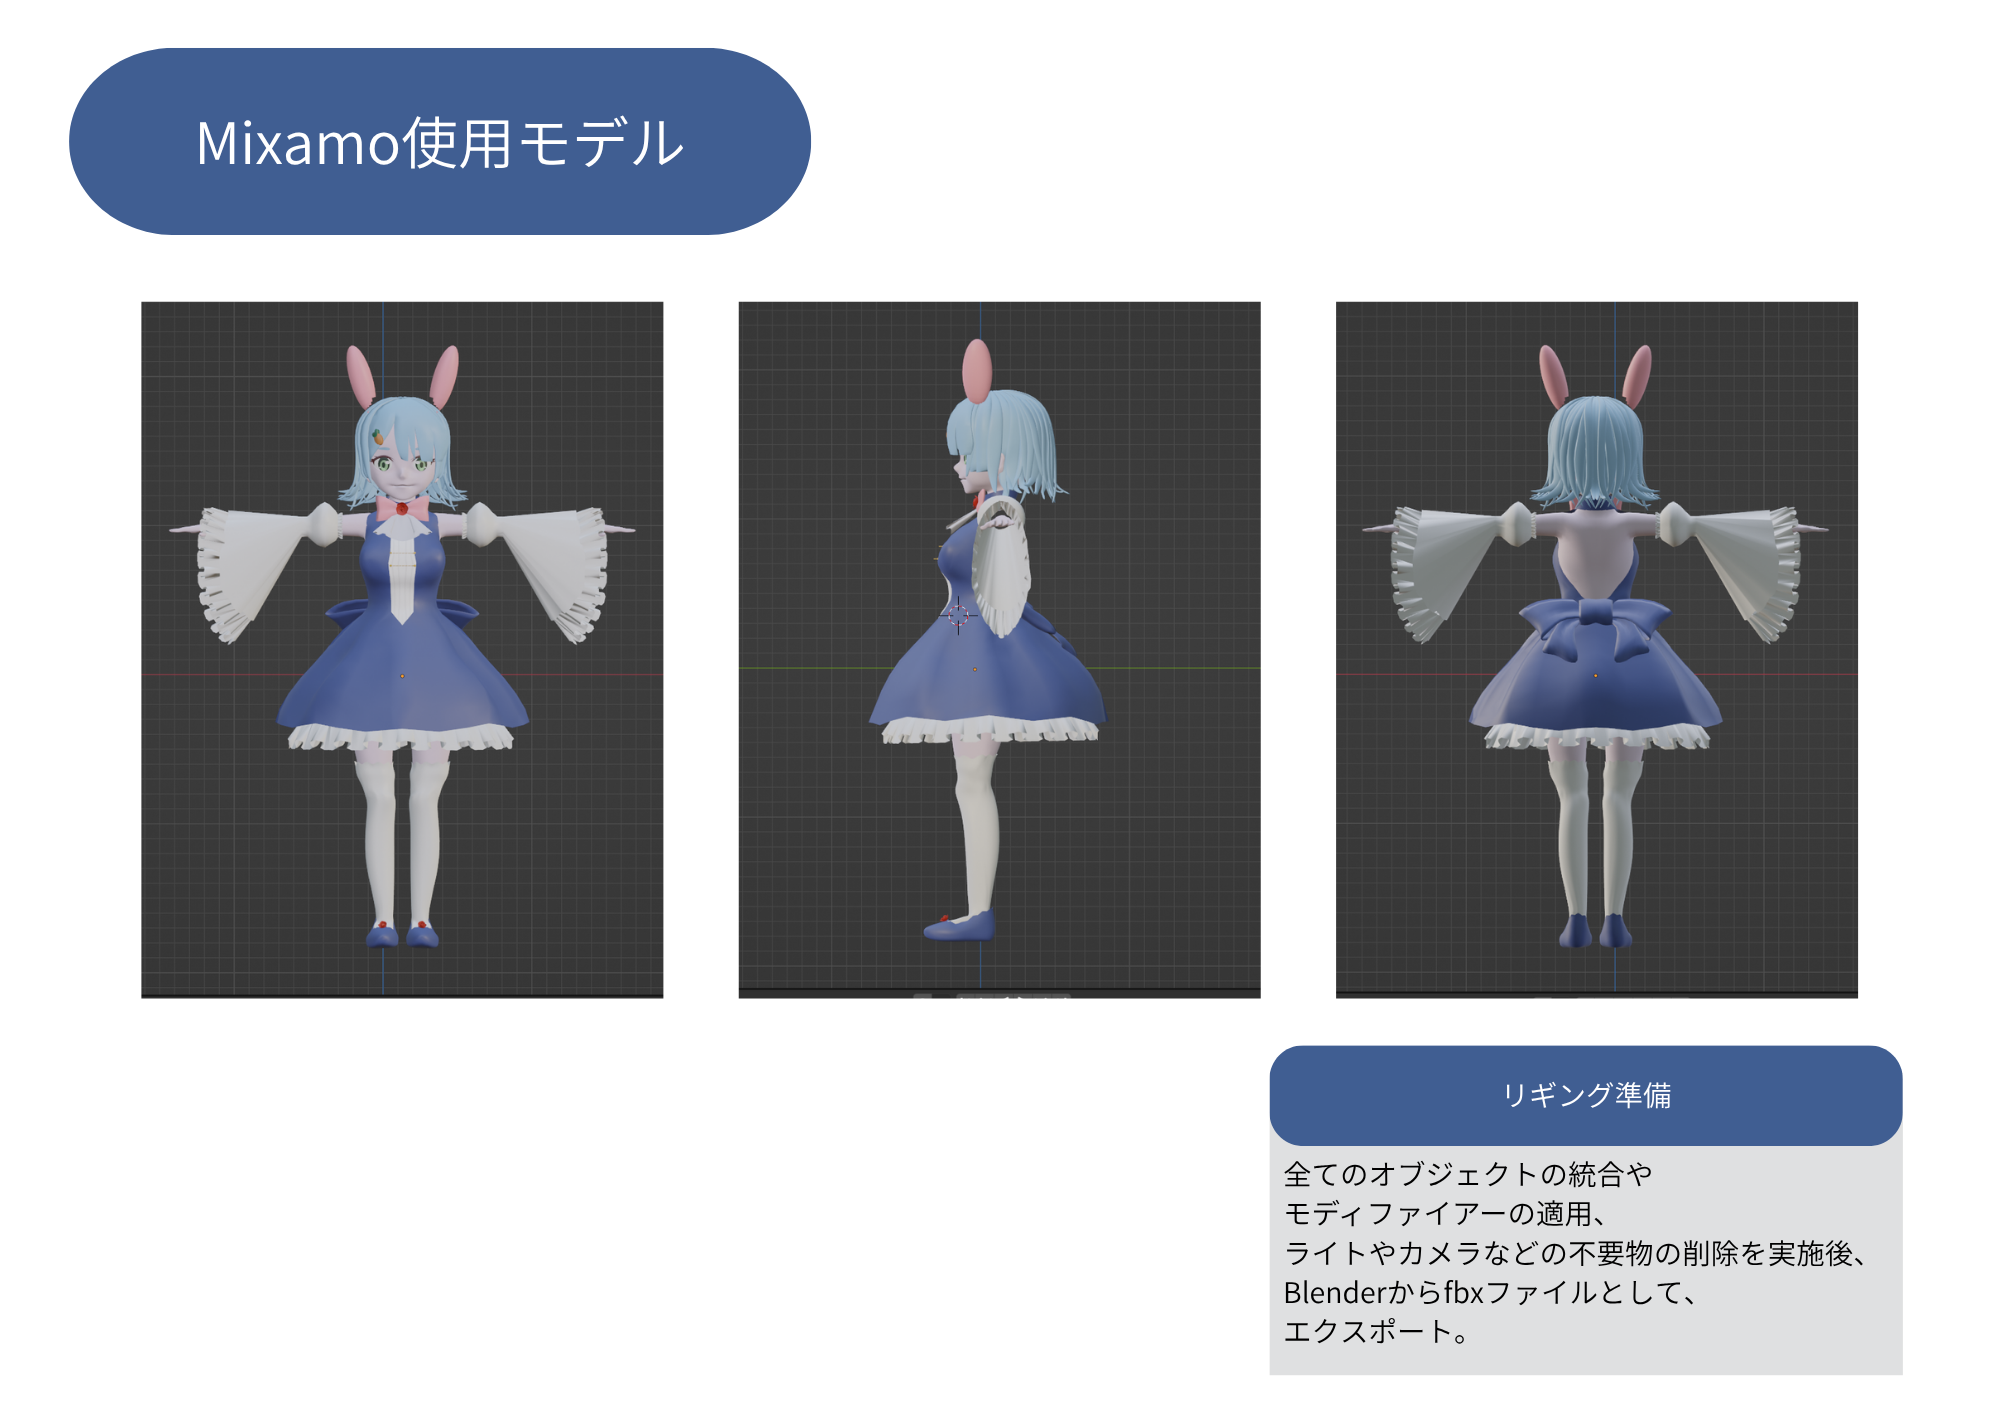 Mixamo使用モデル
リギング準備
全てのオブジェクトの統合や
モディファイアーの適用、
ライトやカメラなどの不要物の削除を実施後、
Blenderからfbxファイルとして、
エクスポート。